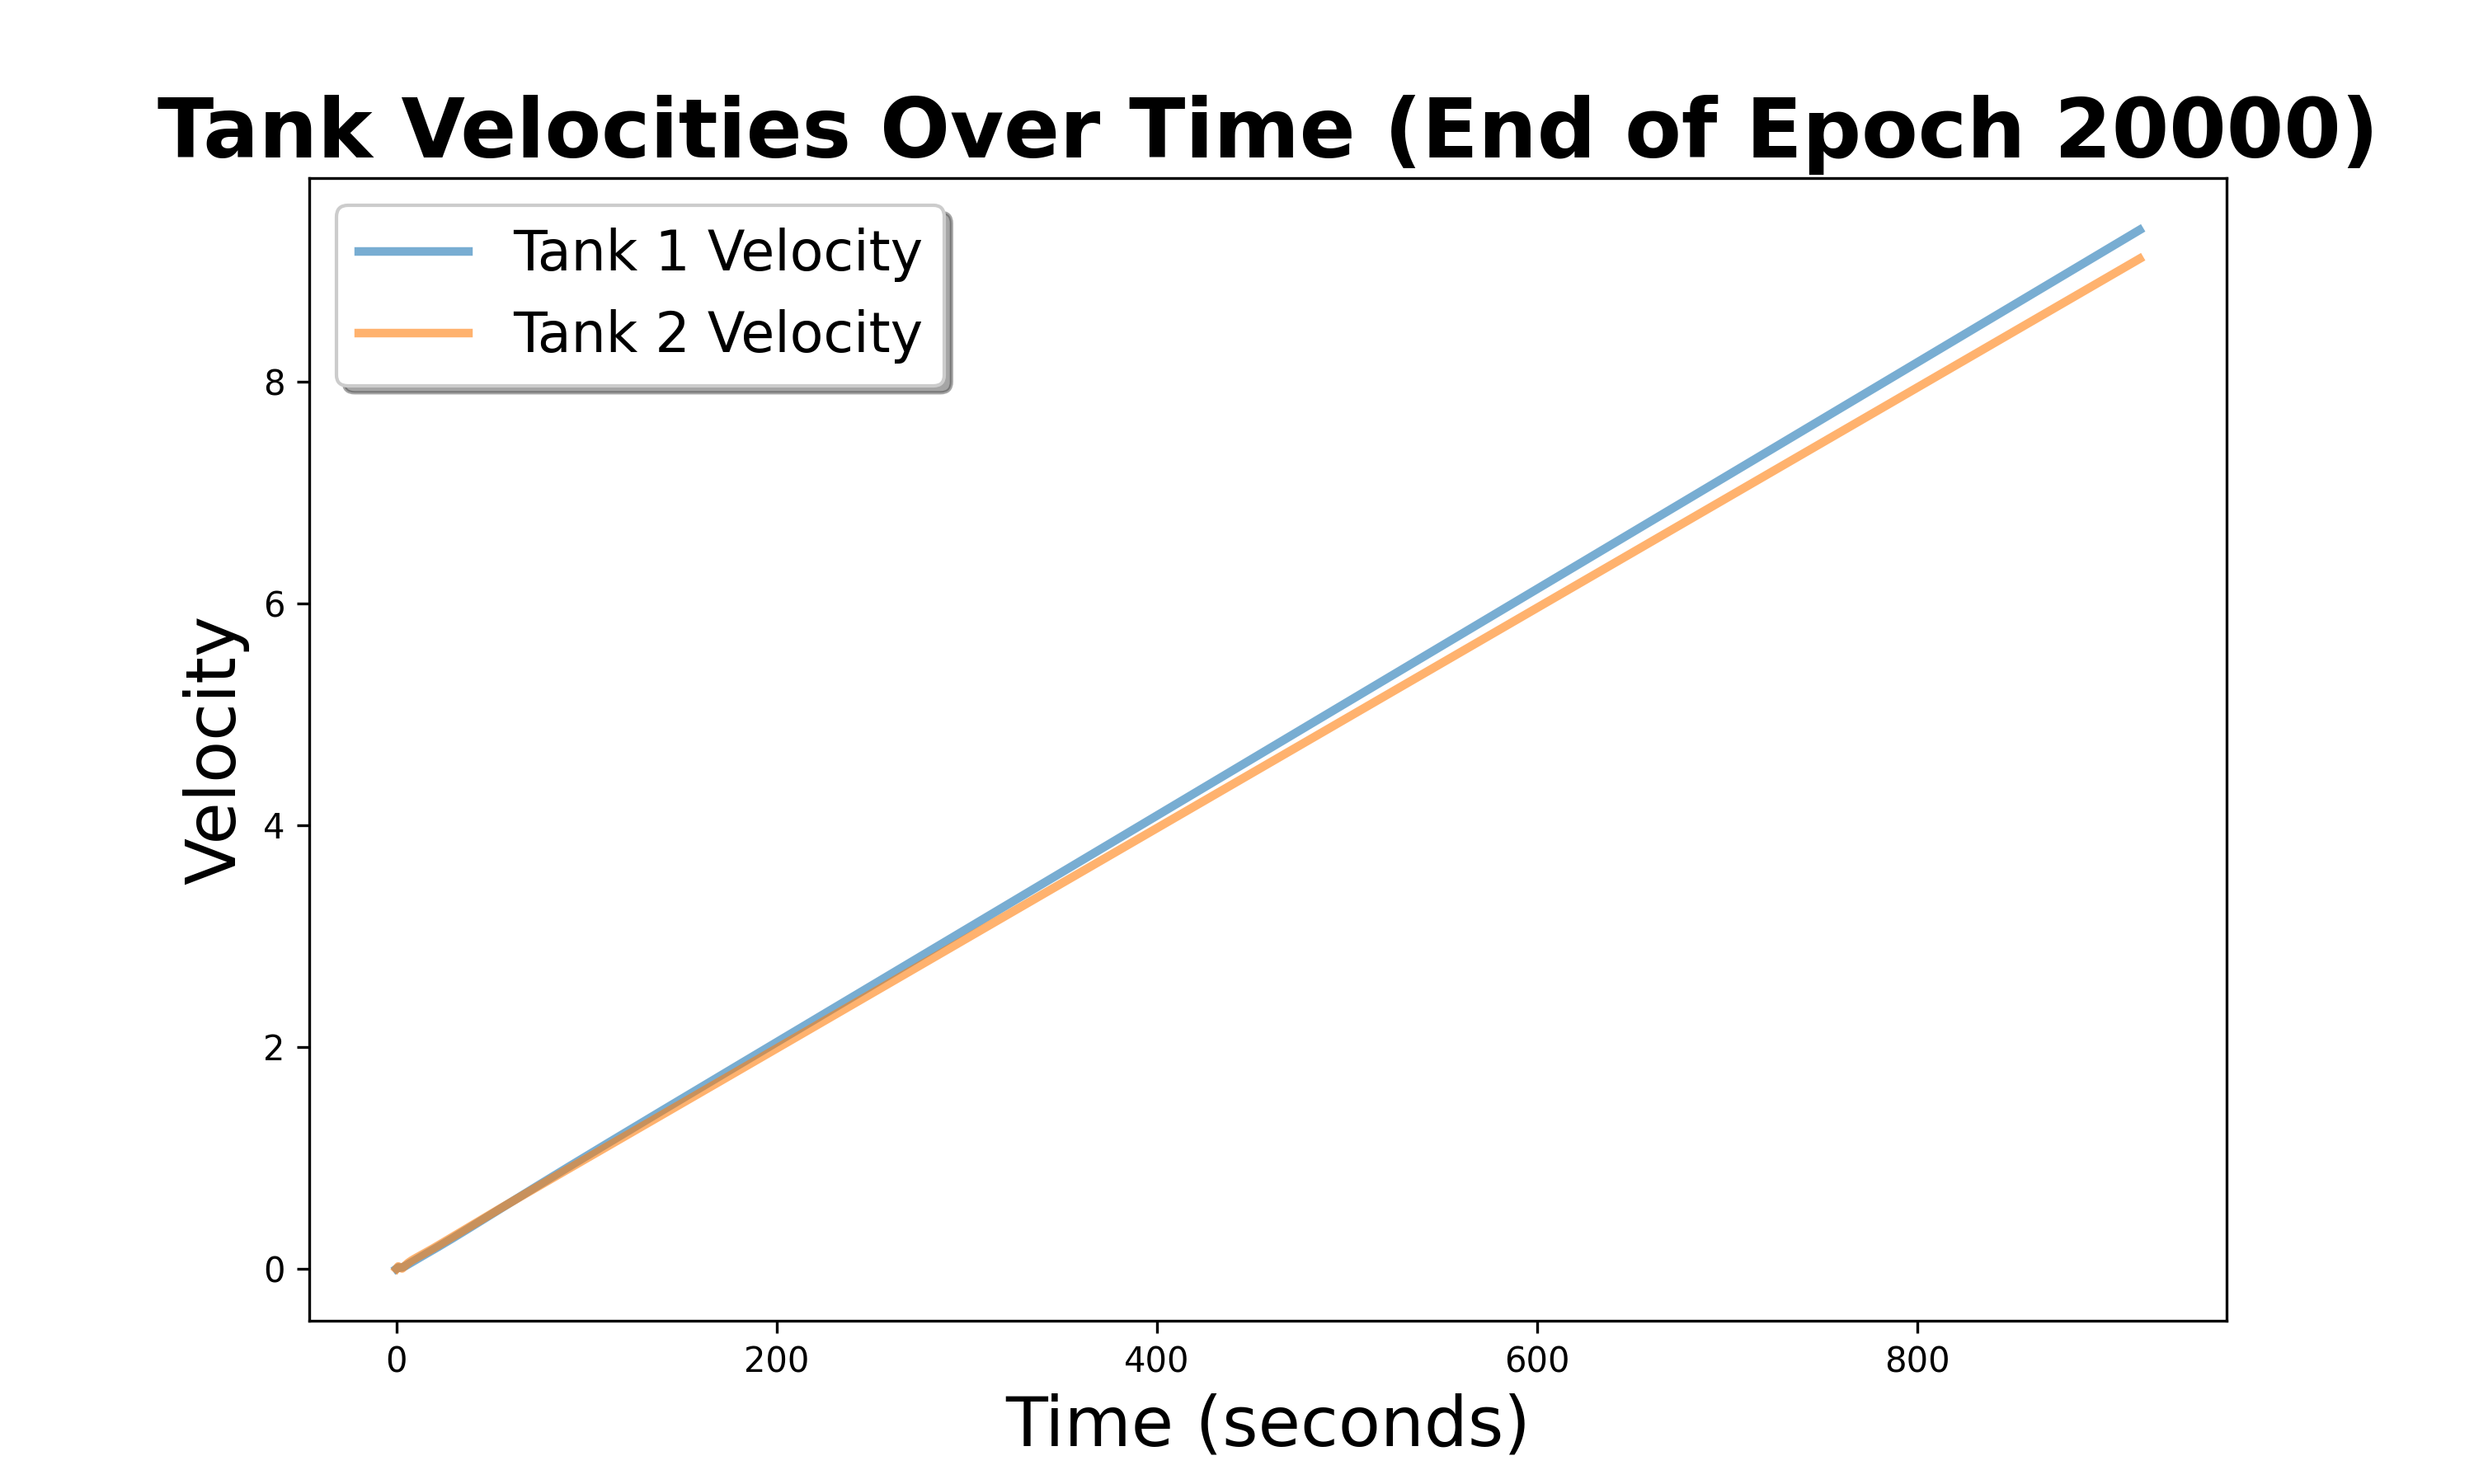 Tank Velocities Over Time (End of Epoch 20000)
Tank 1 Velocity
Tank 2 Velocity
Velocity
8
6
4
2
0
0 200 400 600 800
Time (seconds)